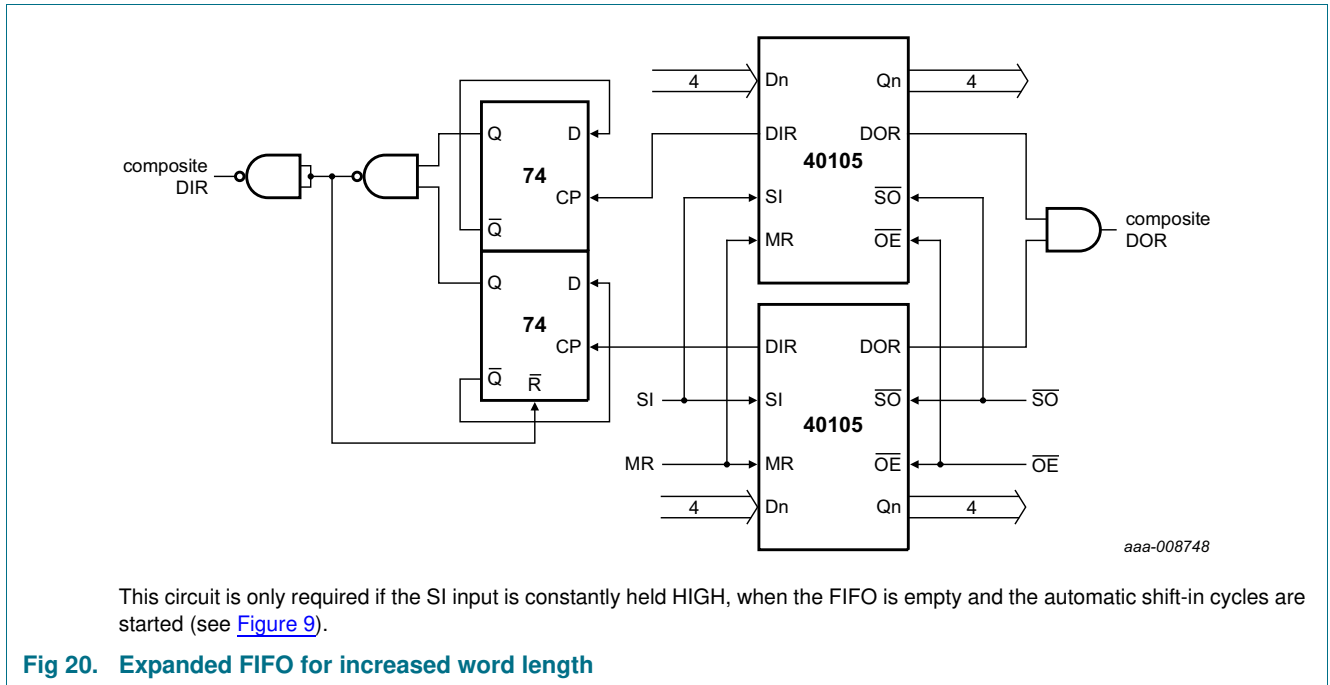 4
Dn
Qn
4
Q
D
DIR
DOR
composite
DIR
74
40105
CP
SI
SO
composite
DOR
Q
MR
OE
Q
D
74
CP
DIR
DOR
Q
R
SI
SI
SO
SO
40105
MR
MR
OE
OE
4
Dn
Qn
4
aaa-008748
This circuit is only required if the SI input is constantly held HIGH, when the FIFO is empty and the automatic shift-in cycles are
started (see Figure 9).
Fig 20. Expanded FIFO for increased word length